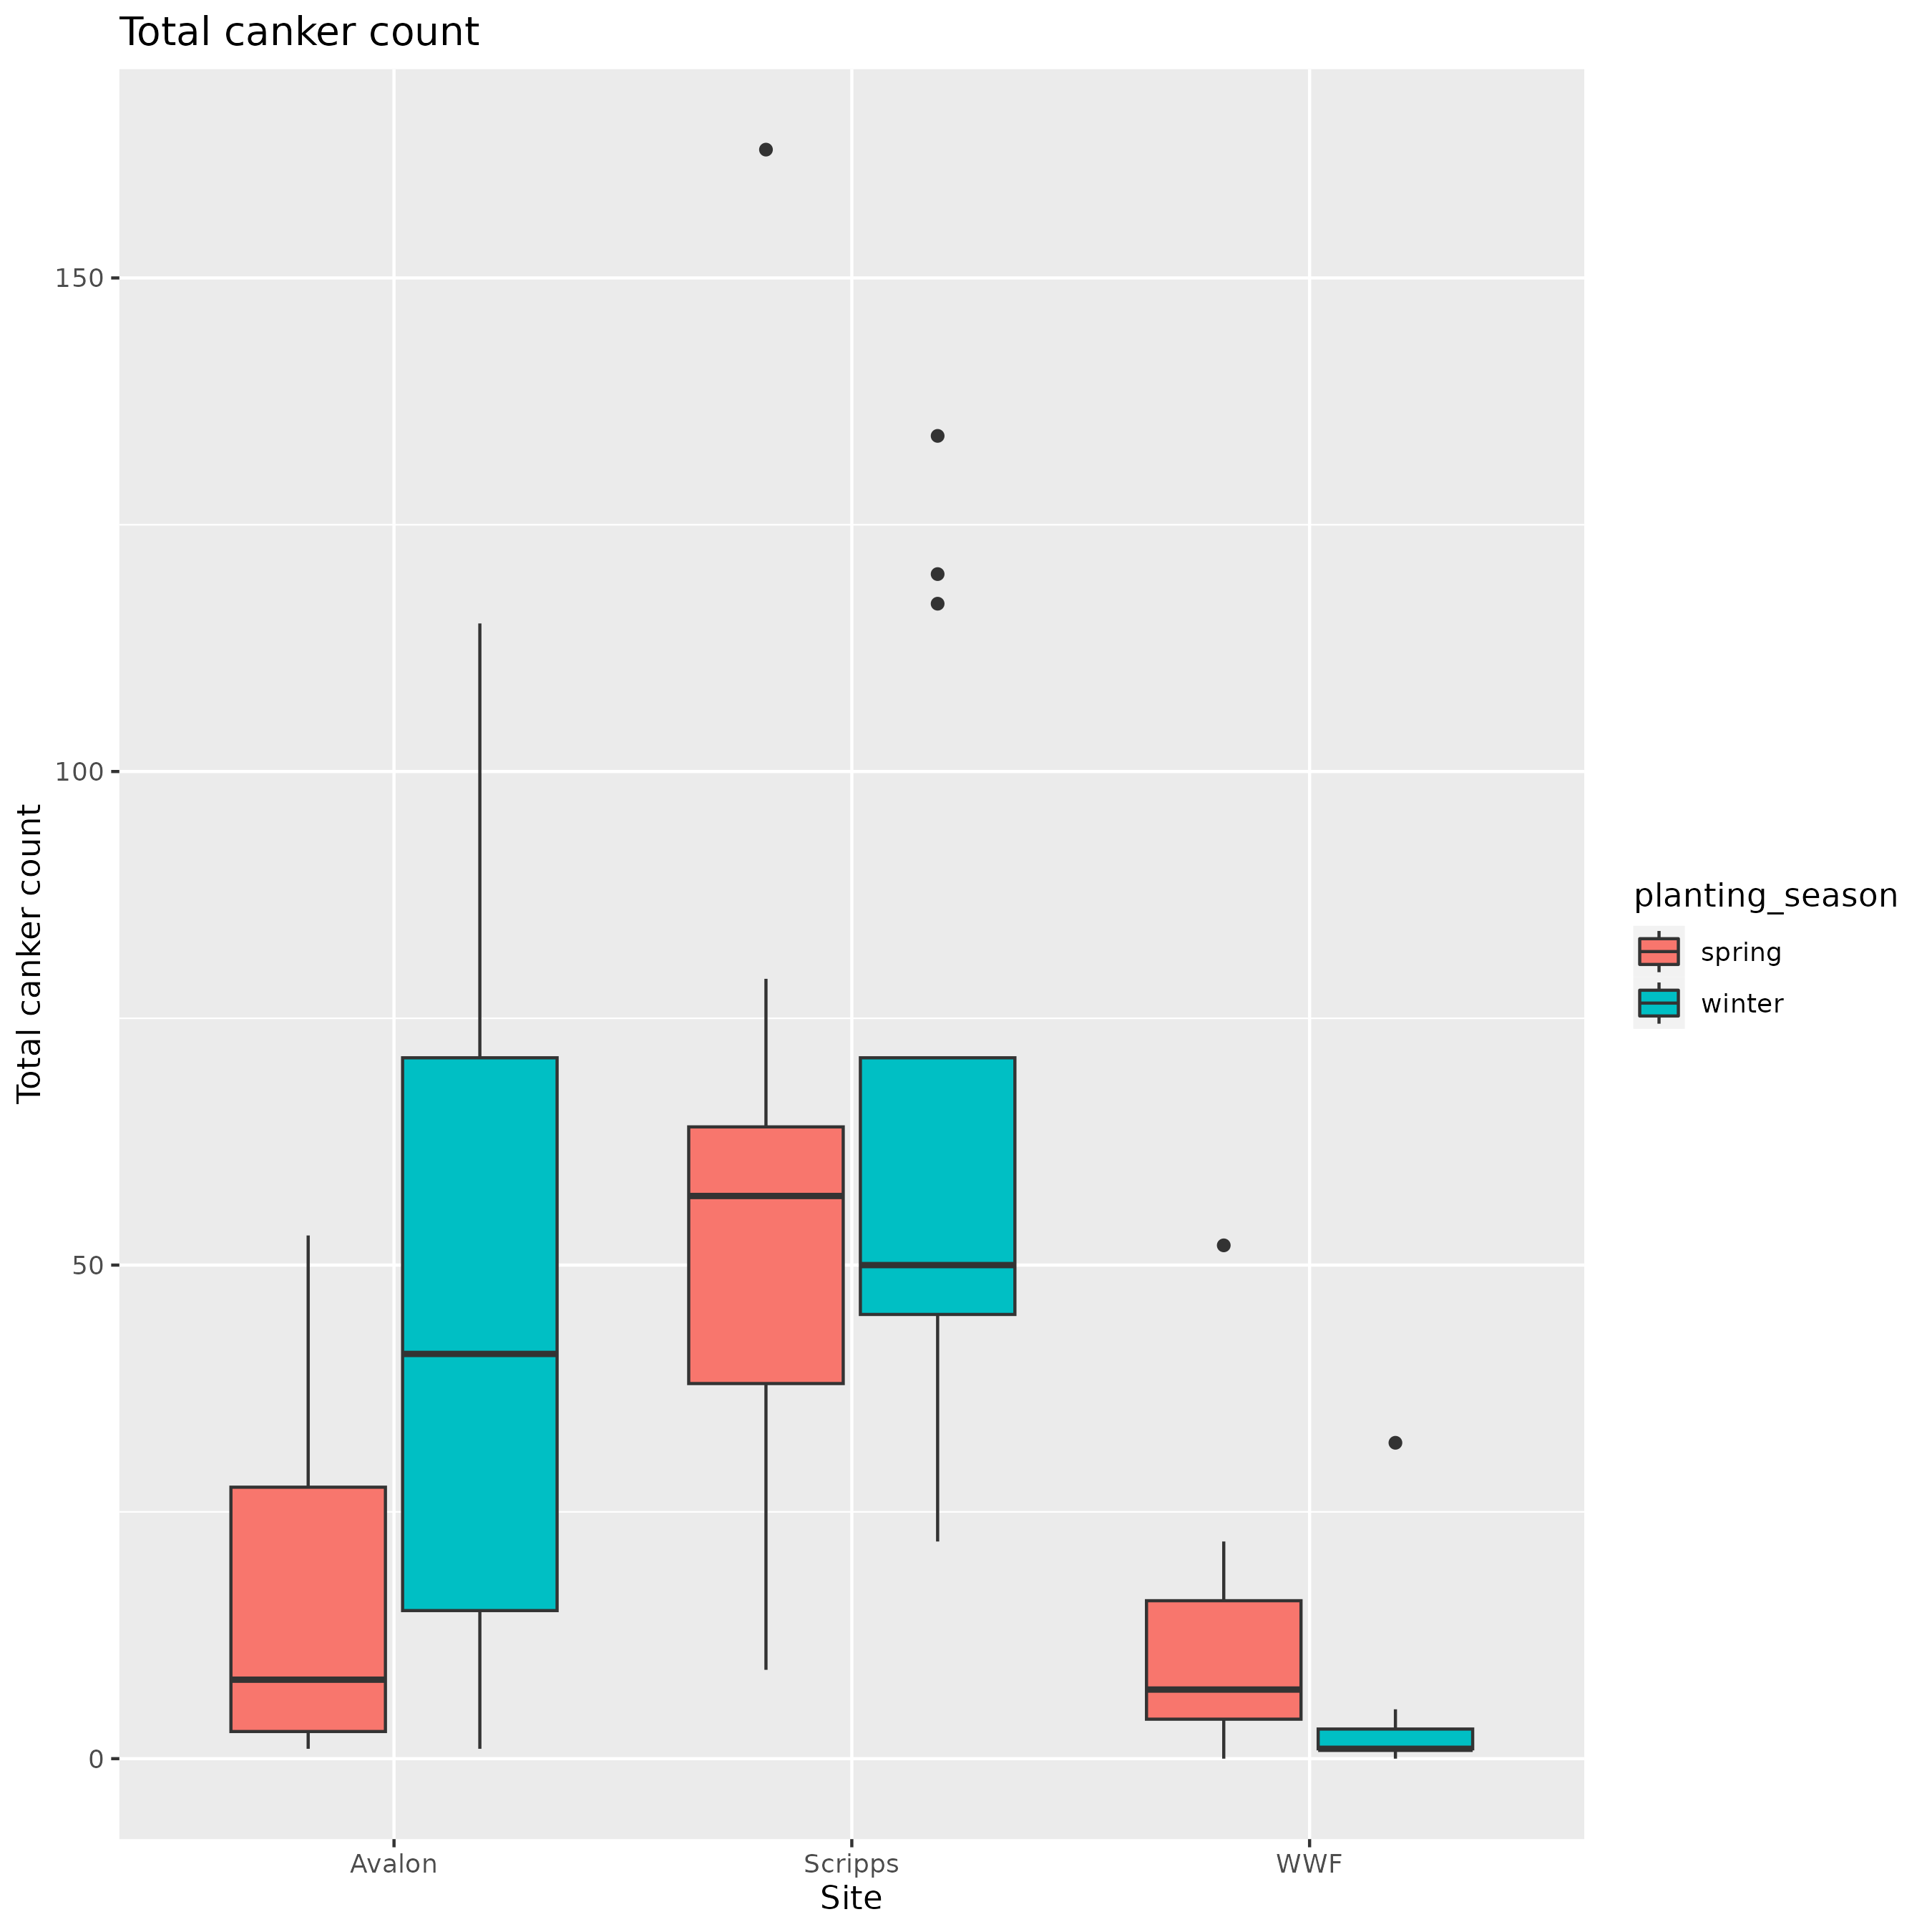 Total canker count
Total canker count
150
100
50
0
Avalon
Scripps
WWF
Site
planting_season
spring
winter